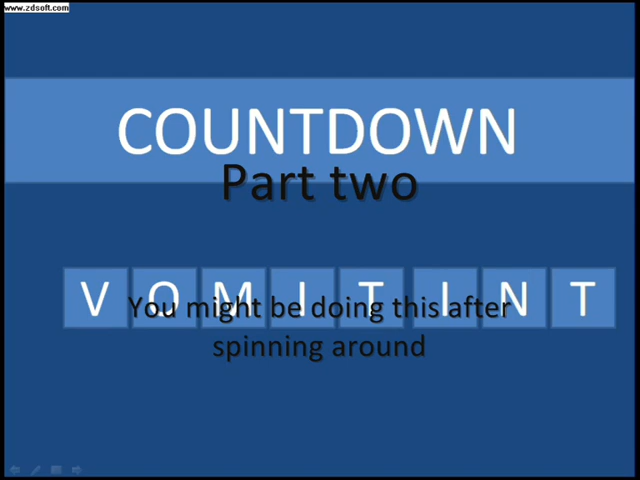 www.zdsoft.com
COUNTDOWN
Part two
V O M I T I N T
You might be doing this after
spinning around